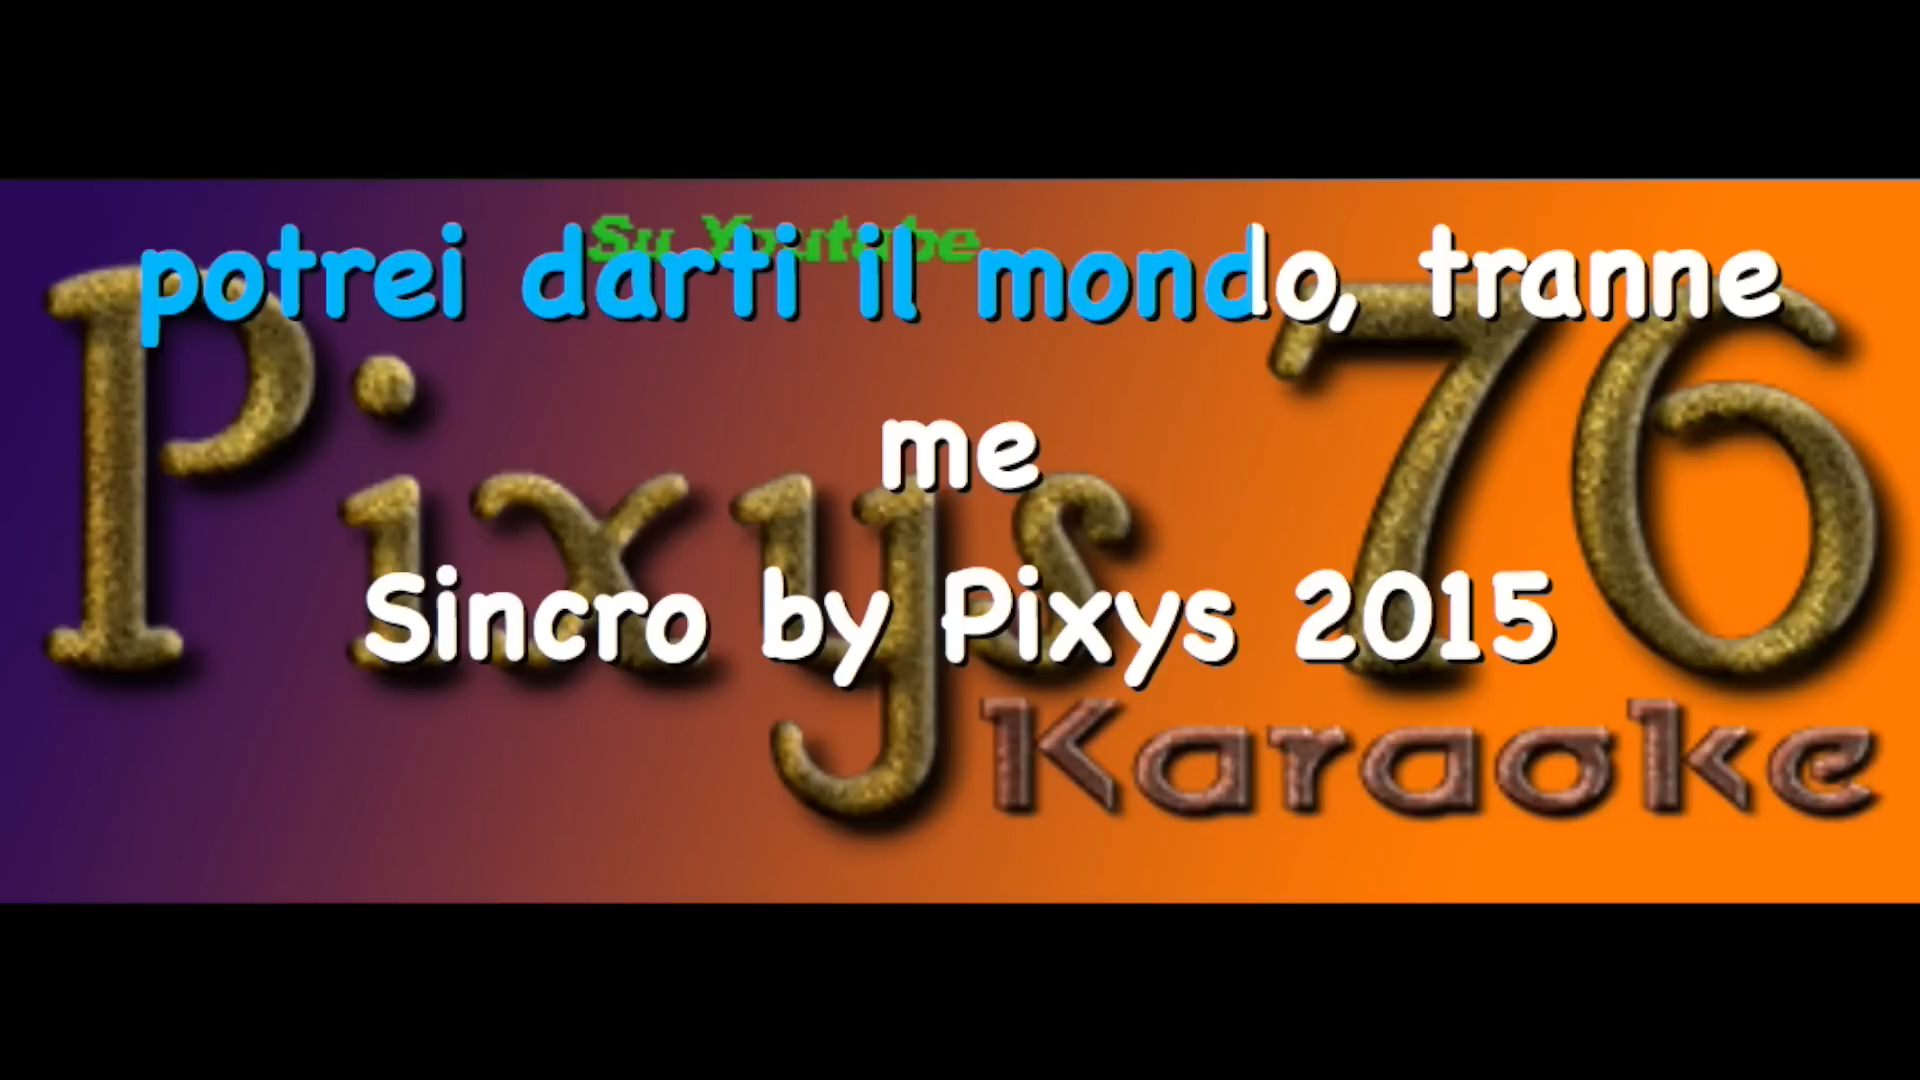 Su Youtube
potrei darti il mondo, tranne
me
Pixys 76
Sincro by Pixys 2015
Karaoke